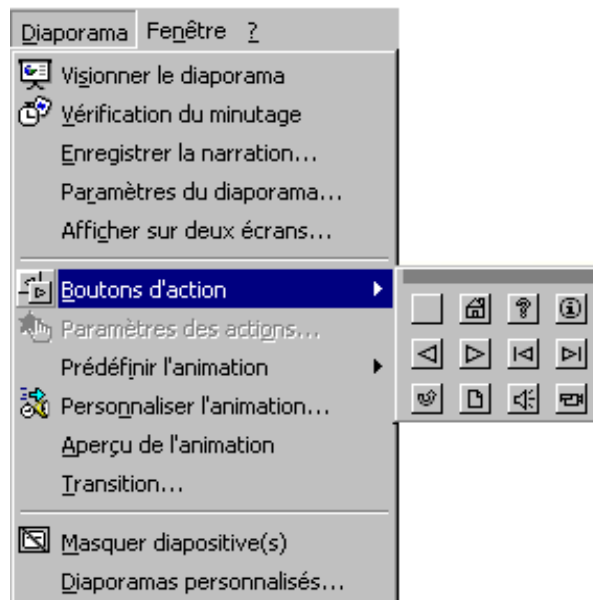 Diaporama Fenêtre ?
Visionner le diaporama
Vérification du minutage
Enregistrer la narration...
Paramètres du diaporama...
Afficher sur deux écrans...
Boutons d'action
Paramètres des actions...
Prédéfinir l'animation
Personnaliser l'animation...
Aperçu de l'animation
Transition...
Masquer diapositive(s)
Diaporamas personnalisés...